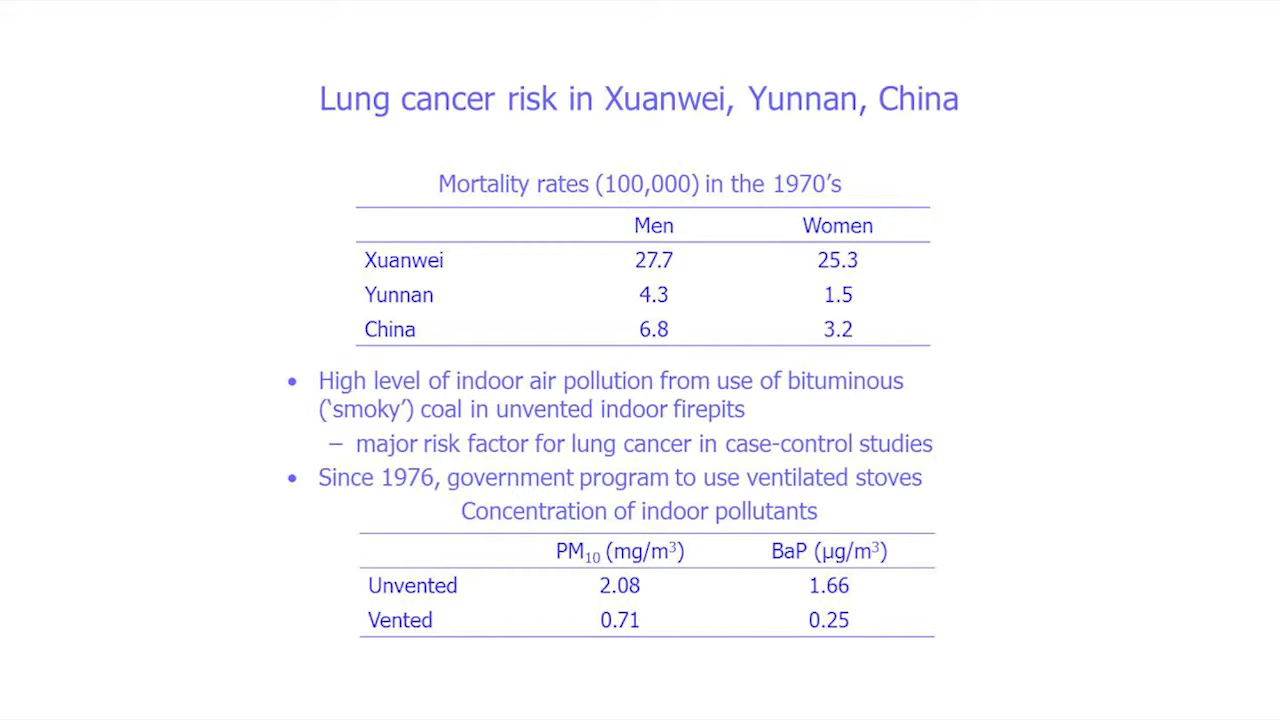 Lung cancer risk in Xuanwei, Yunnan, China
Mortality rates (100,000) in the 1970’s
Men Women
Xuanwei 27.7 25.3
Yunnan 4.3 1.5
China 6.8 3.2
• High level of indoor air pollution from use of bituminous
(‘smoky’) coal in unvented indoor firepits
– major risk factor for lung cancer in case-control studies
• Since 1976, government program to use ventilated stoves
Concentration of indoor pollutants
PM₁₀ (mg/m³) BaP (µg/m³)
Unvented 2.08 1.66
Vented 0.71 0.25